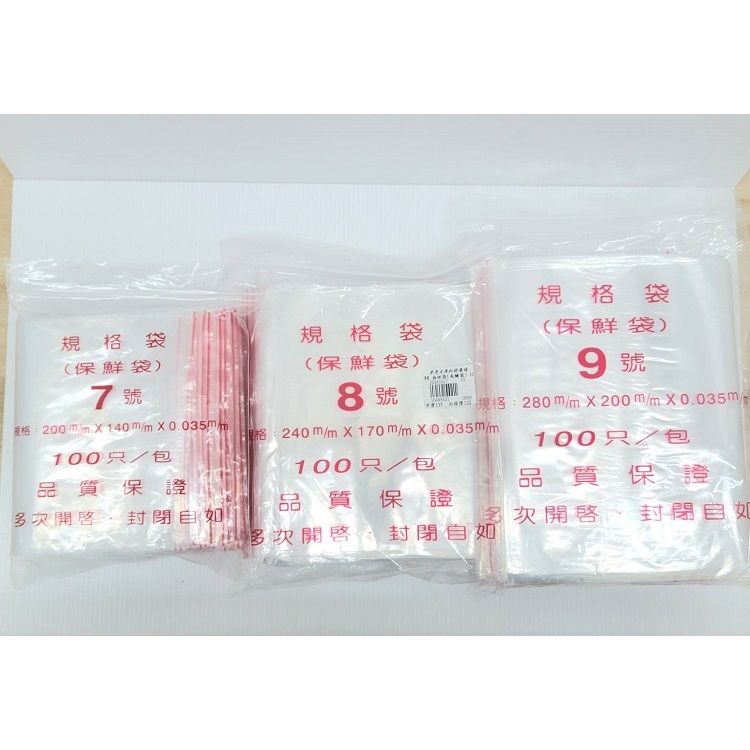 規格袋
(保鮮袋)
7號
規格:200m/m X 140m/m X 0.035m/m
100只/包
品質保證
多次開啓·封閉自如
規格袋
(保鮮袋)
8號
規格:240m/m X 170m/m X 0.035m/m
100只/包
品質保證
多次開啓·封閉自如
規格袋
(保鮮袋)
9號
規格:280m/m X 200m/m X 0.035m/m
100只/包
品質保證
多次開啓·封閉自如